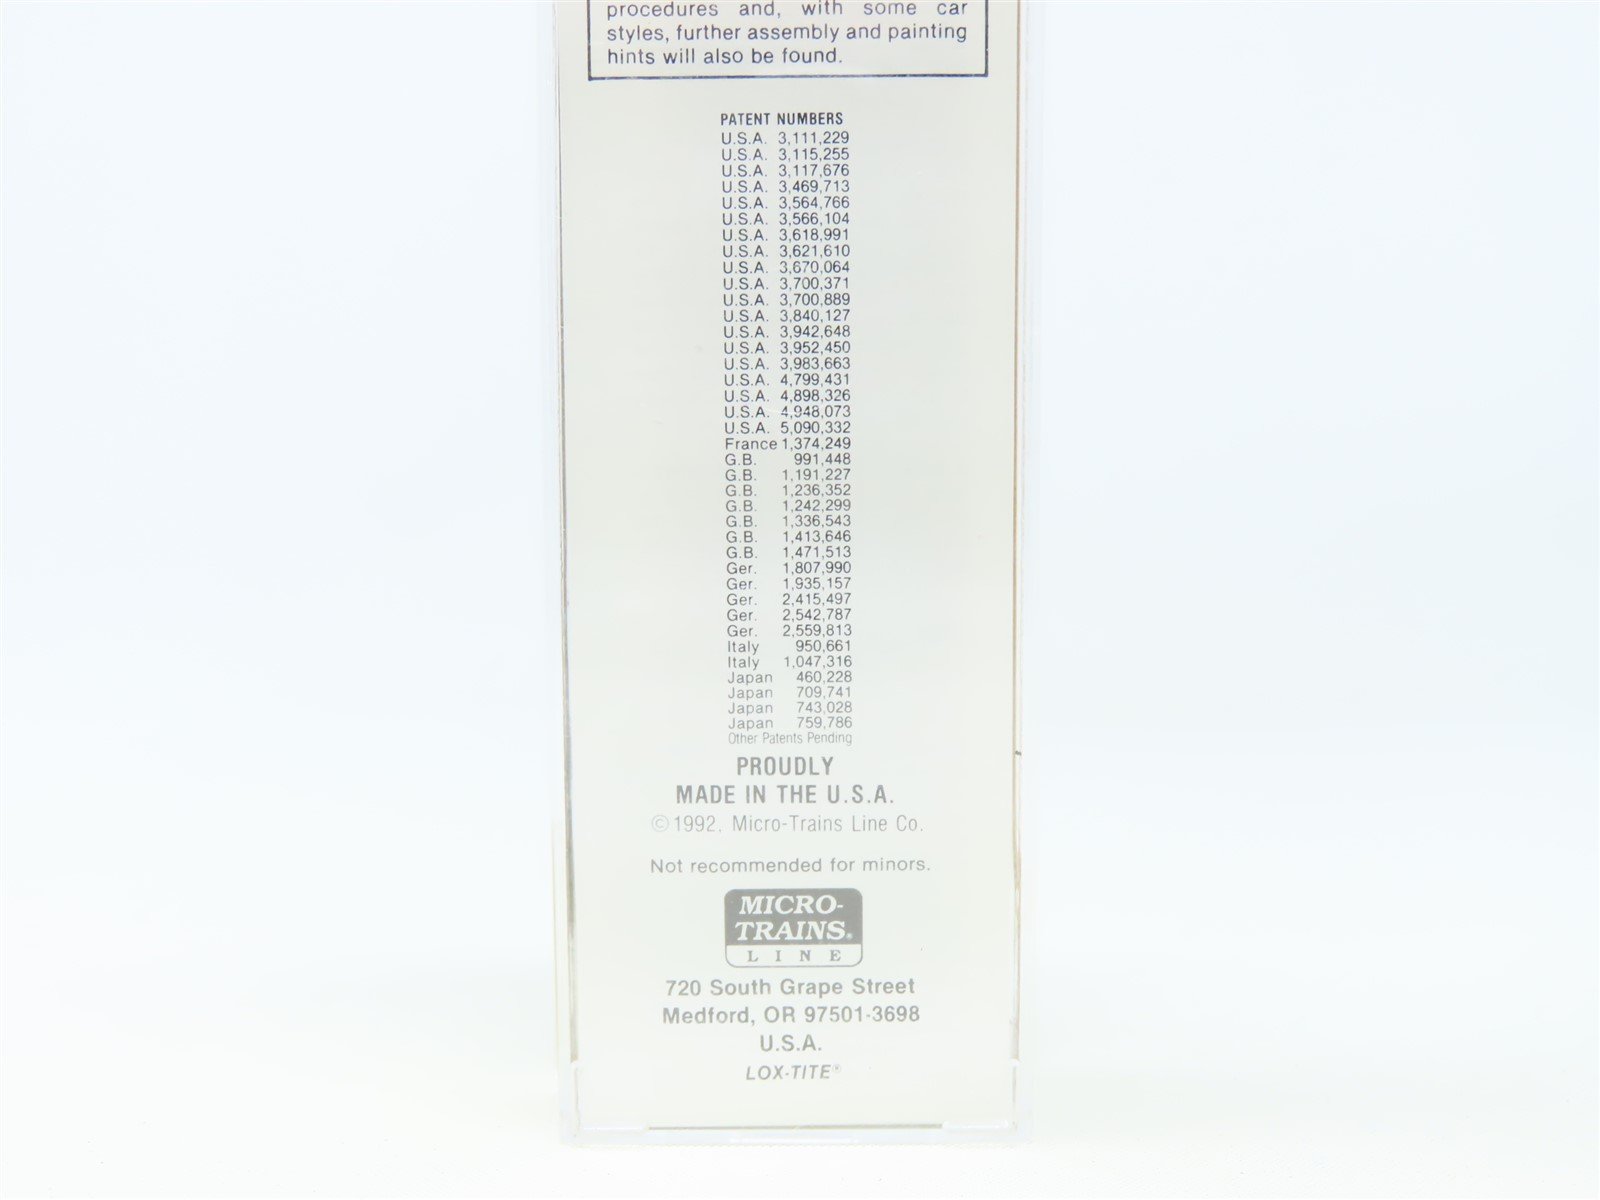 procedures and, with some car
styles, further assembly and painting
hints will also be found.
PATENT NUMBERS
U.S.A. 3,111,229
U.S.A. 3,115,255
U.S.A. 3,117,676
U.S.A. 3,469,713
U.S.A. 3,564,766
U.S.A. 3,566,104
U.S.A. 3,618,991
U.S.A. 3,621,610
U.S.A. 3,670,064
U.S.A. 3,700,371
U.S.A. 3,700,889
U.S.A. 3,840,127
U.S.A. 3,942,648
U.S.A. 3,952,450
U.S.A. 3,983,663
U.S.A. 4,799,431
U.S.A. 4,898,326
U.S.A. 4,948,073
U.S.A. 5,090,332
France 1,374,249
G.B. 991,448
G.B. 1,191,227
G.B. 1,236,352
G.B. 1,242,299
G.B. 1,336,543
G.B. 1,413,646
G.B. 1,471,513
Ger. 1,807,990
Ger. 1,935,157
Ger. 2,415,497
Ger. 2,542,787
Ger. 2,559,813
Italy 950,661
Italy 1,047,316
Japan 460,228
Japan 709,741
Japan 743,028
Japan 759,786
Other Patents Pending
PROUDLY
MADE IN THE U.S.A.
© 1992, Micro-Trains Line Co.
Not recommended for minors.
MICRO-
TRAINS®
LINE
720 South Grape Street
Medford, OR 97501-3698
U.S.A.
LOX-TITE®